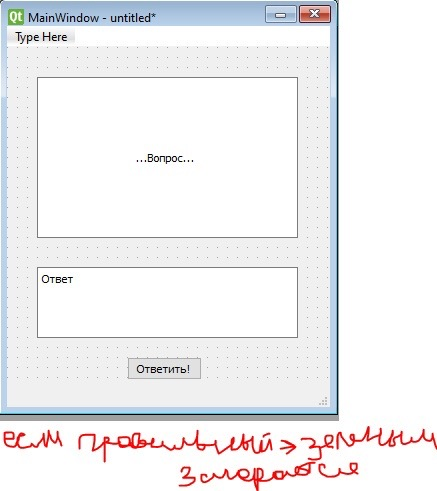 MainWindow - untitled*
Type Here
...Вопрос...
Ответ
Ответить!
если правильный → зеленым
загорается